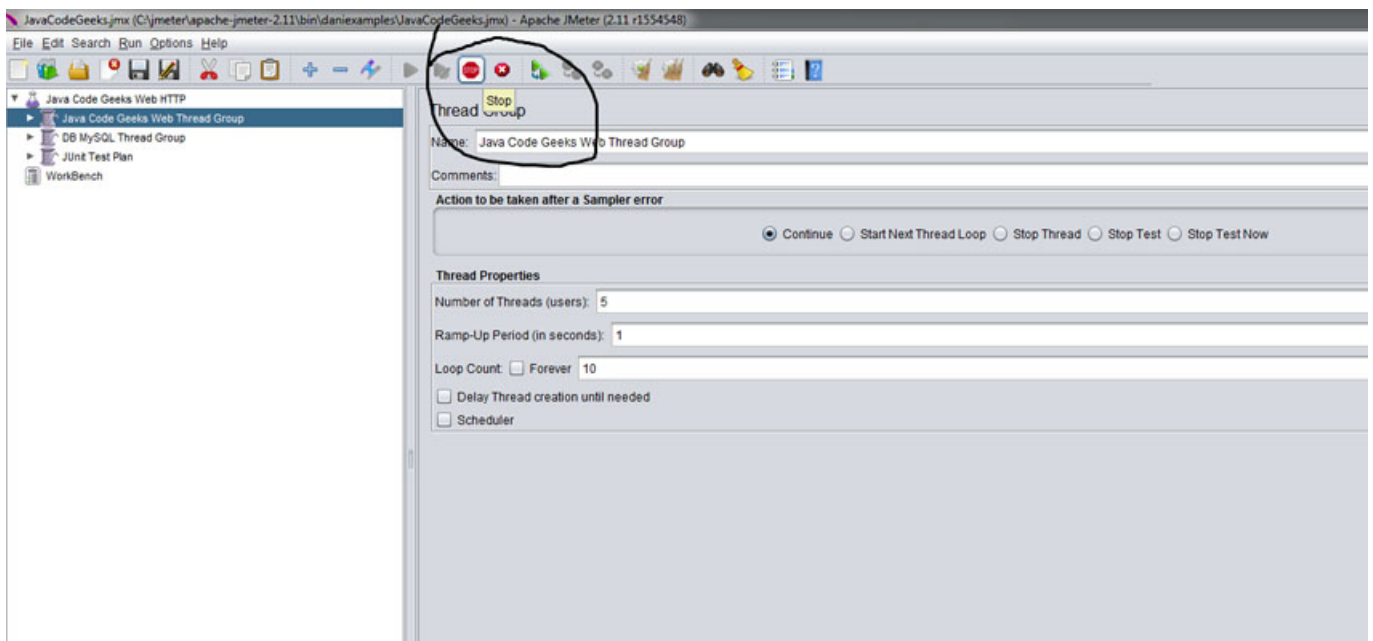 JavaCodeGeeks.jmx (C:\jmeter\apache-jmeter-2.11\bin\daniexamples\JavaCodeGeeks.jmx) - Apache JMeter (2.11 r1554548)
File Edit Search Run Options Help
STOP
Stop
Java Code Geeks Web HTTP
Java Code Geeks Web Thread Group
DB MySQL Thread Group
JUnit Test Plan
WorkBench
Thread Group
Name: Java Code Geeks Web Thread Group
Comments:
Action to be taken after a Sampler error
Continue Start Next Thread Loop Stop Thread Stop Test Stop Test Now
Thread Properties
Number of Threads (users): 5
Ramp-Up Period (in seconds): 1
Loop Count: Forever 10
Delay Thread creation until needed
Scheduler